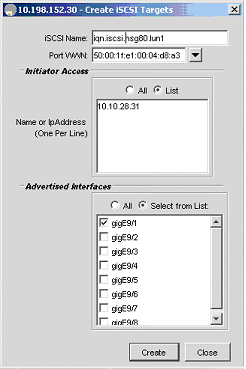 10.198.152.30 - Create iSCSI Targets
iSCSI Name: iqn.iscsi.hsg80.lun1
Port WWN: 50:00:1f:e1:00:04:d8:a3
Initiator Access
All List
Name or IpAddress
(One Per Line)
10.10.28.31
Advertised Interfaces
All Select from List:
gigE9/1
gigE9/2
gigE9/3
gigE9/4
gigE9/5
gigE9/6
gigE9/7
gigE9/8
Create Close